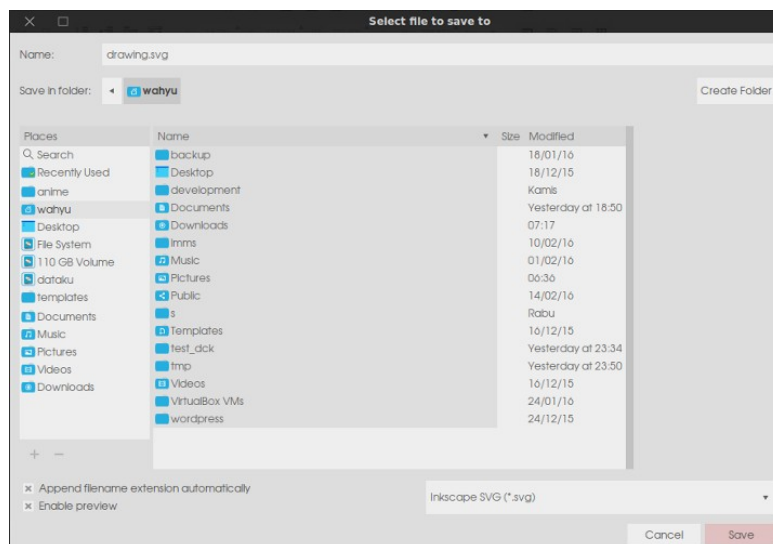 Select file to save to
Name: drawing.svg
Save in folder: wahyu Create Folder
Places Name Size Modified
Search backup 18/01/16
Recently Used Desktop 18/12/15
anime development Kamis
wahyu Documents Yesterday at 18:50
Desktop Downloads 07:17
File System lmms 10/02/16
110 GB Volume Music 01/02/16
dataku Pictures 06:36
templates Public 14/02/16
Documents s Rabu
Music Templates 16/12/15
Pictures test_dck Yesterday at 23:34
Videos tmp Yesterday at 23:50
Downloads Videos 16/12/15
VirtualBox VMs 24/01/16
wordpress 24/12/15
Append filename extension automatically
Enable preview
Inkscape SVG (*.svg)
Cancel Save